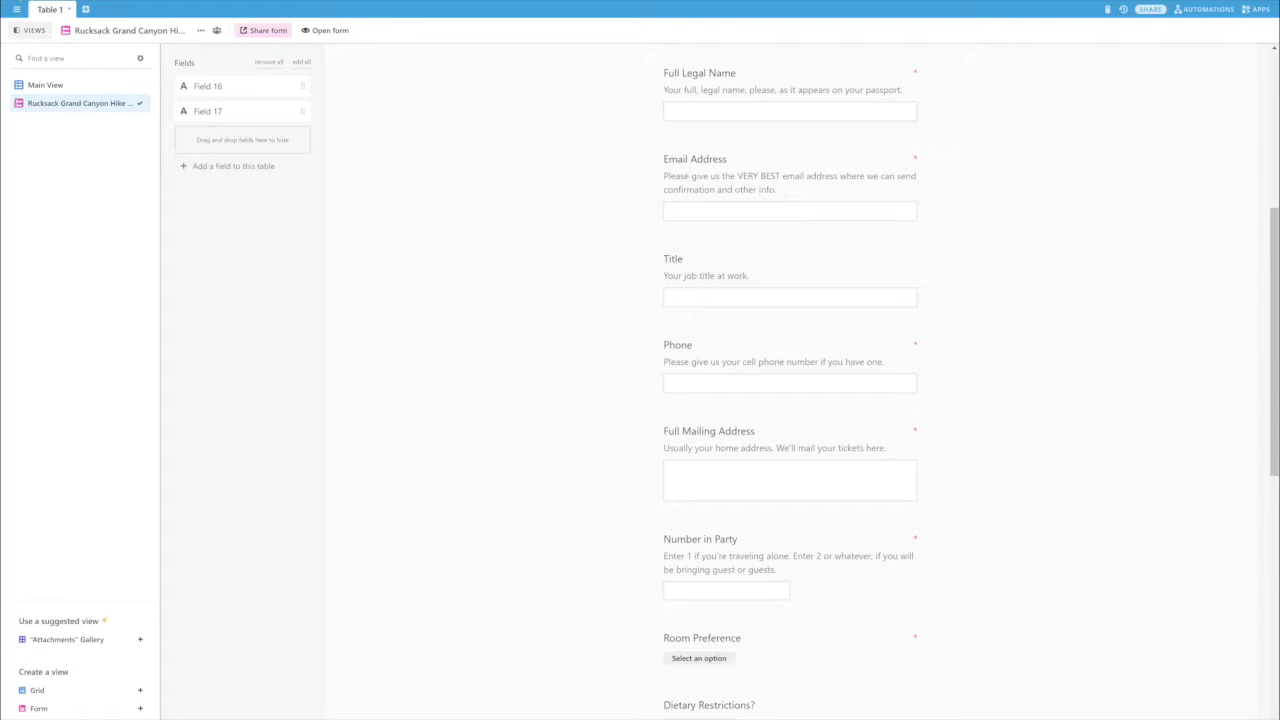 Table 1
SHARE
AUTOMATIONS
APPS
VIEWS
Rucksack Grand Canyon Hi...
Share form
Open form
Find a view
Main View
Rucksack Grand Canyon Hike ...
Use a suggested view
"Attachments" Gallery
Create a view
Grid
Form
Fields
remove all
add all
A Field 16
A Field 17
Drag and drop fields here to hide
+ Add a field to this table
Full Legal Name *
Your full, legal name, please, as it appears on your passport.
Email Address *
Please give us the VERY BEST email address where we can send
confirmation and other info.
Title
Your job title at work.
Phone *
Please give us your cell phone number if you have one.
Full Mailing Address *
Usually your home address. We'll mail your tickets here.
Number in Party *
Enter 1 if you're traveling alone. Enter 2 or whatever, if you will
be bringing guest or guests.
Room Preference *
Select an option
Dietary Restrictions?